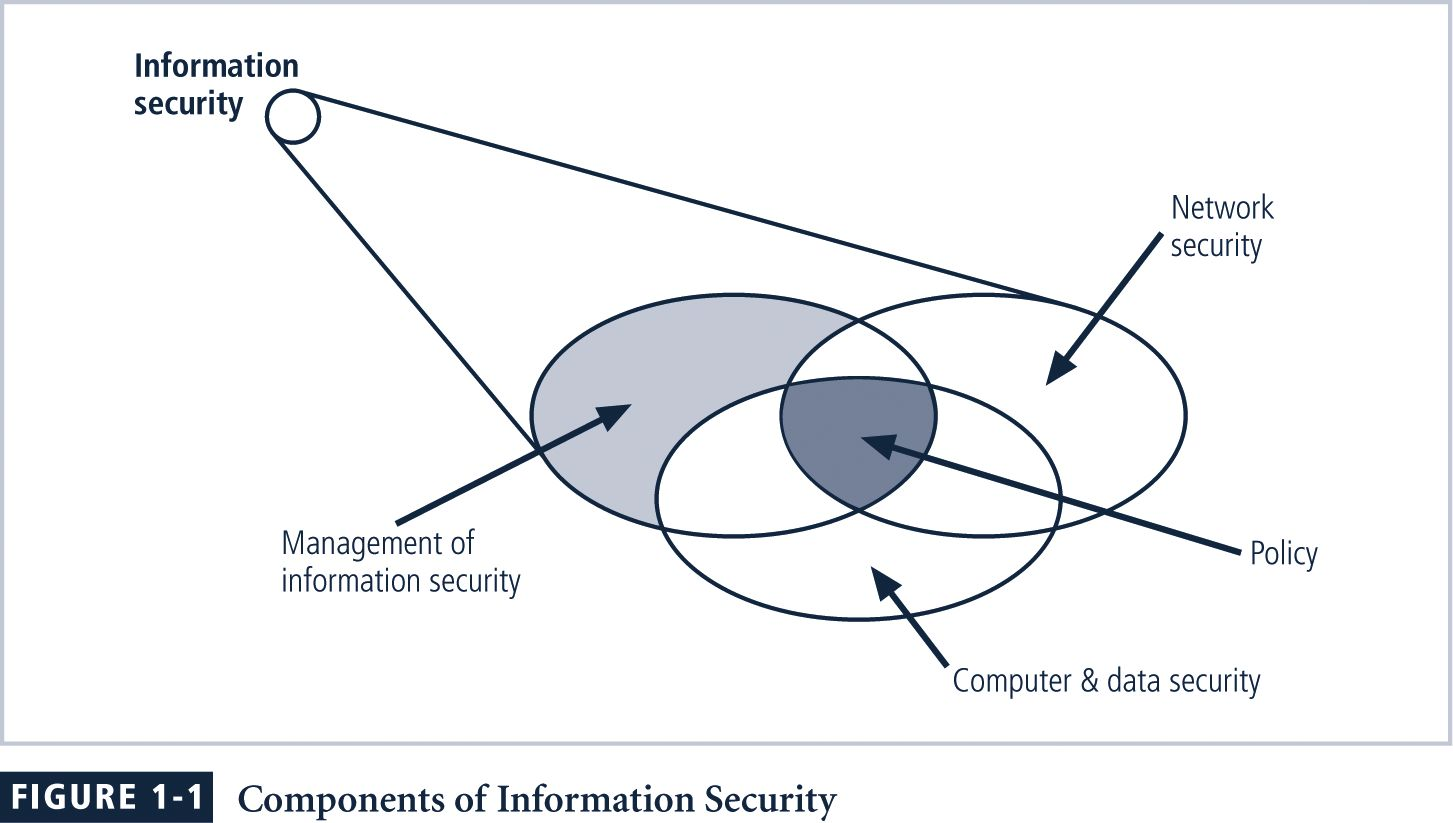 Information
security
Network
security
Management of
information security
Policy
Computer & data security
FIGURE 1-1 Components of Information Security